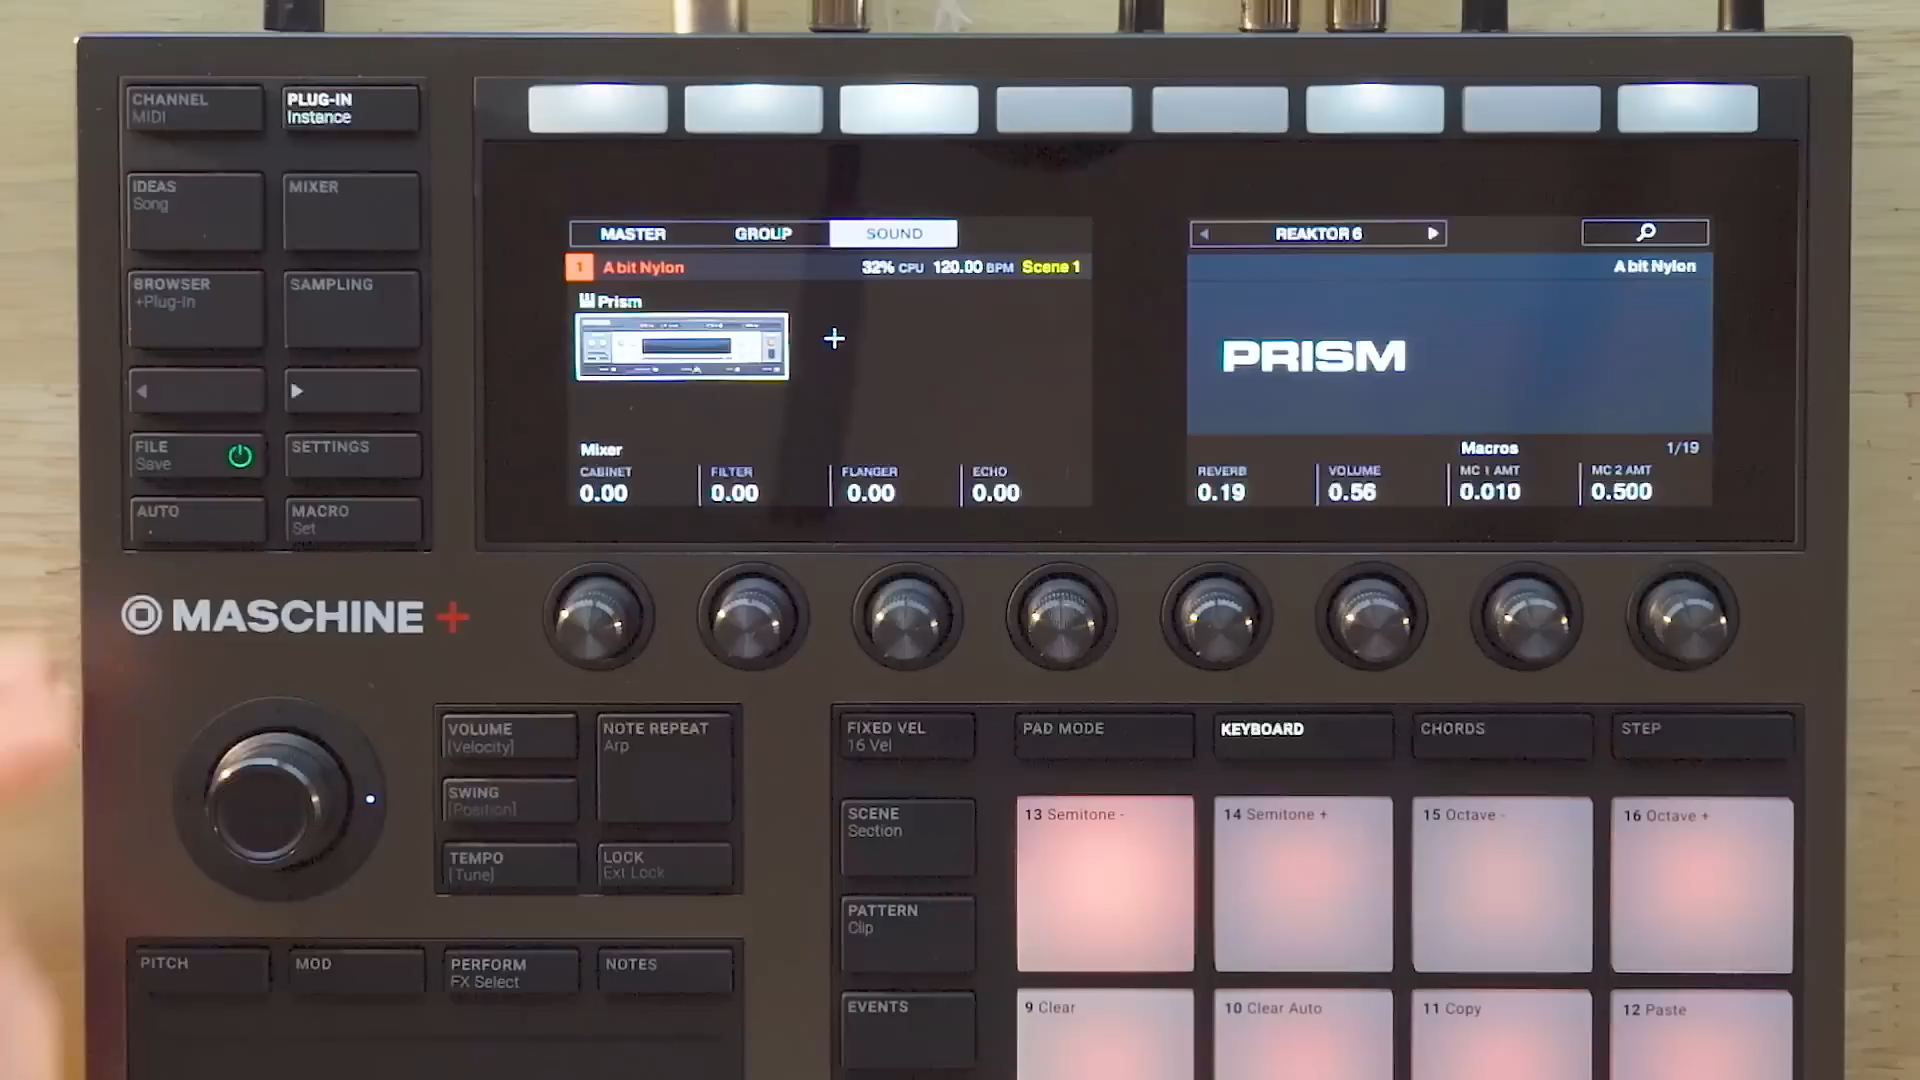 CHANNEL
MIDI
PLUG-IN
Instance
IDEAS
Song
MIXER
BROWSER
+Plug-In
SAMPLING
FILE
Save
SETTINGS
AUTO
MACRO
Set
MASTER GROUP SOUND
1 A bit Nylon 32% CPU 120.00 BPM Scene 1
Prism
+
Mixer
CABINET FILTER FLANGER ECHO
0.00 0.00 0.00 0.00
REAKTOR 6
A bit Nylon
PRISM
Macros 1/19
REVERB VOLUME MC 1 AMT MC 2 AMT
0.19 0.56 0.010 0.500
MASCHINE +
VOLUME
[Velocity]
NOTE REPEAT
Arp
SWING
[Position]
TEMPO
[Tune]
LOCK
Ext Lock
FIXED VEL
16 Vel
PAD MODE
KEYBOARD
CHORDS
STEP
SCENE
Section
PATTERN
Clip
EVENTS
13 Semitone -
14 Semitone +
15 Octave -
16 Octave +
9 Clear
10 Clear Auto
11 Copy
12 Paste
PITCH
MOD
PERFORM
FX Select
NOTES